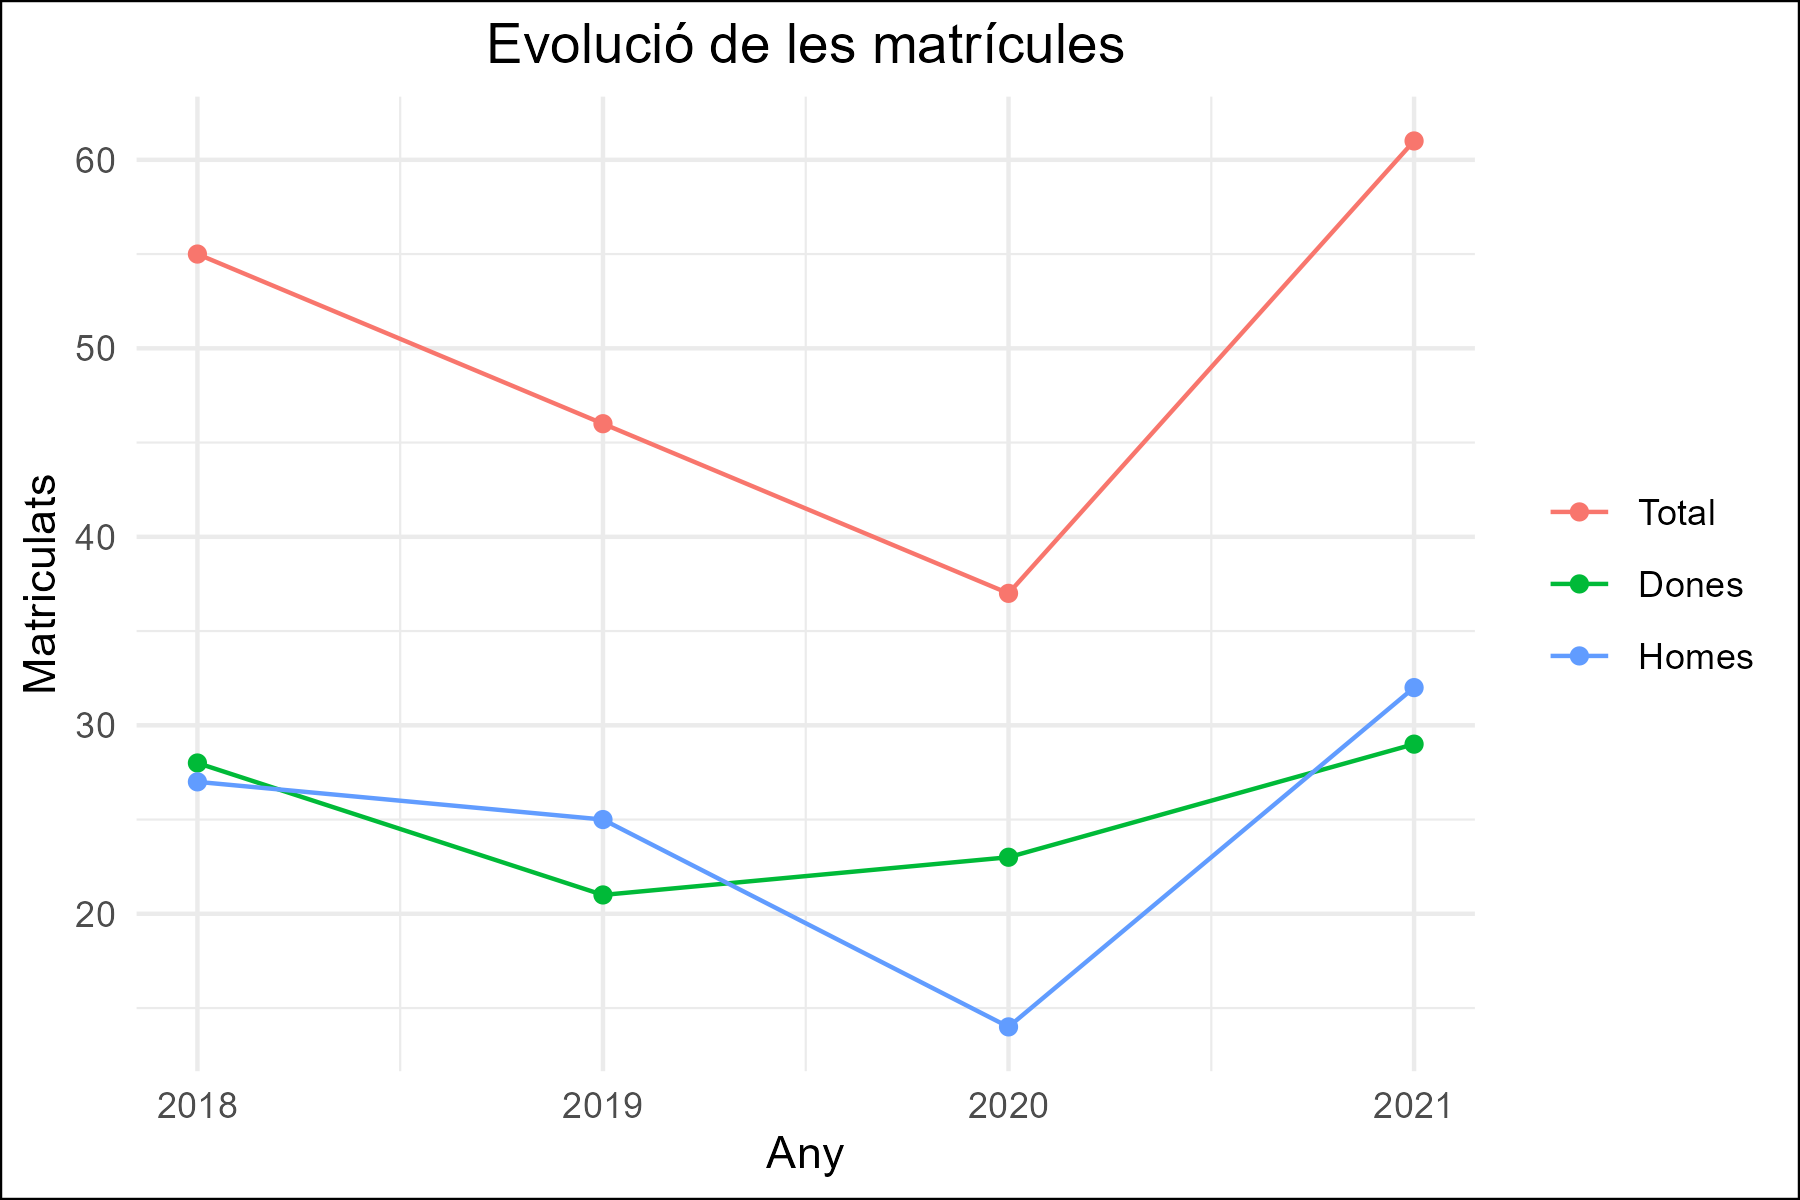 Evolució de les matrícules
60
50
40
30
20
Matriculats
2018 2019 2020 2021
Any
Total
Dones
Homes